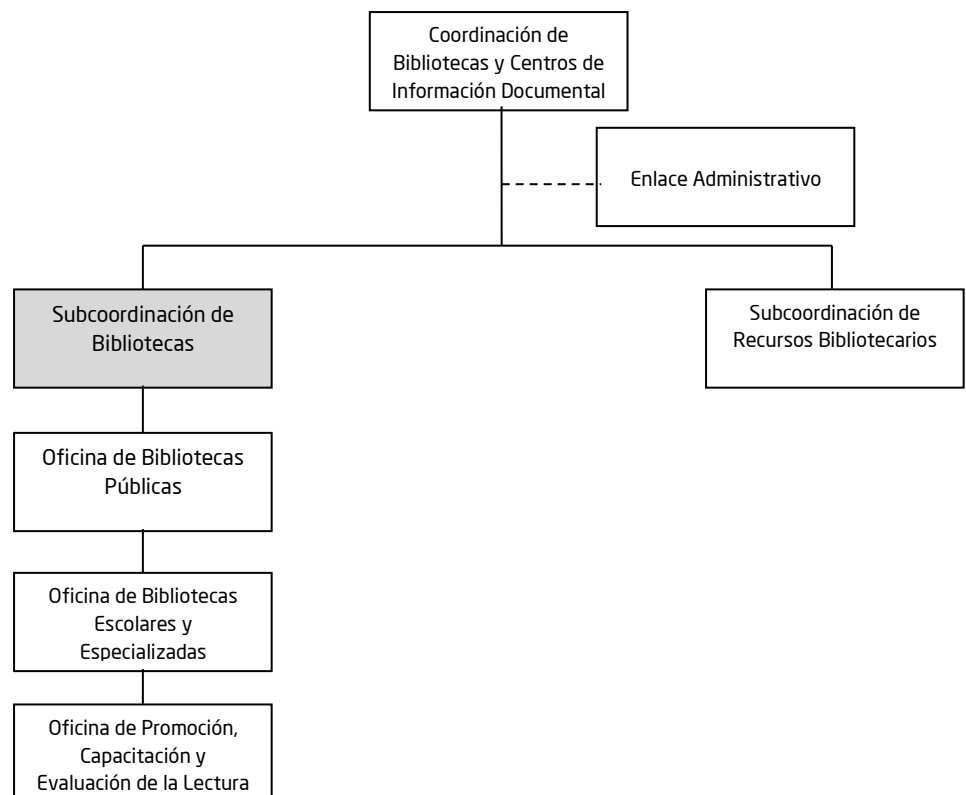 Coordinación de
Bibliotecas y Centros de
Información Documental
Enlace Administrativo
Subcoordinación de
Bibliotecas
Subcoordinación de
Recursos Bibliotecarios
Oficina de Bibliotecas
Públicas
Oficina de Bibliotecas
Escolares y
Especializadas
Oficina de Promoción,
Capacitación y
Evaluación de la Lectura